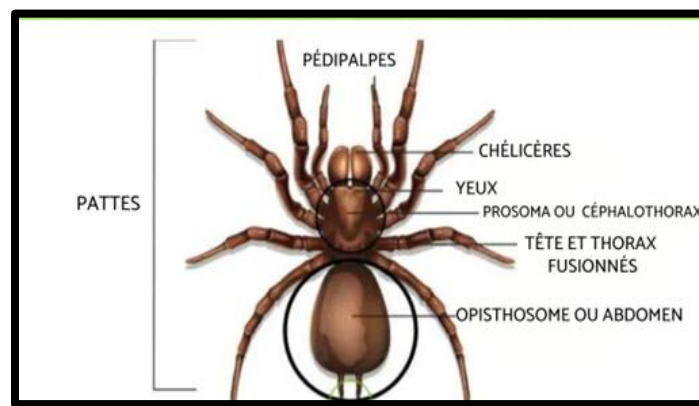 PÉDIPALPES
CHÉLICÈRES
YEUX
PATTES
PROSOMA OU CÉPHALOTHORAX
TÊTE ET THORAX
FUSIONNÉS
OPISTHOSOME OU ABDOMEN